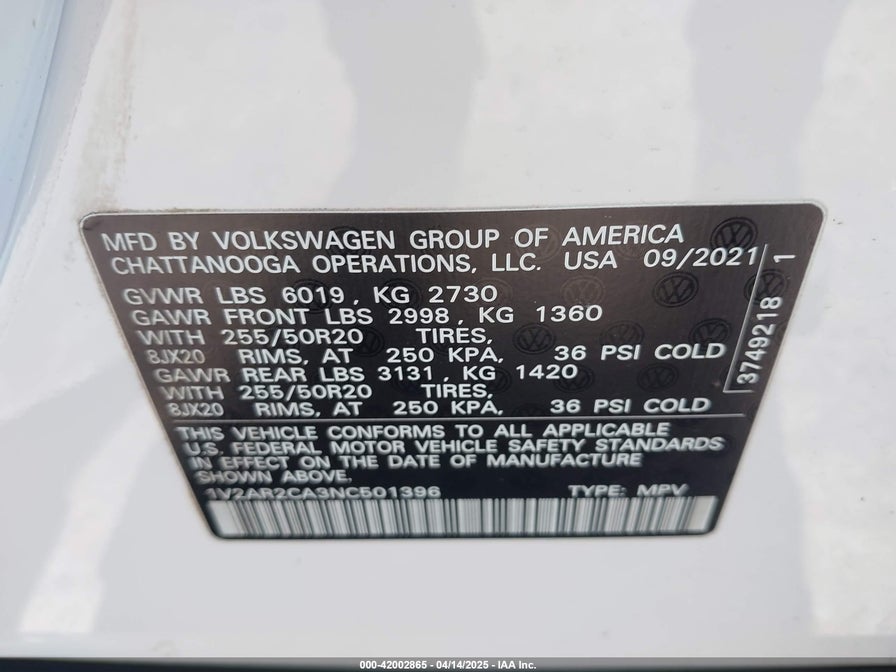 MFD BY VOLKSWAGEN GROUP OF AMERICA
CHATTANOOGA OPERATIONS, LLC. USA 09/2021
GVWR LBS 6019, KG 2730
GAWR FRONT LBS 2998, KG 1360
WITH 255/50R20 TIRES,
8JX20 RIMS, AT 250 KPA, 36 PSI COLD
GAWR REAR LBS 3131, KG 1420
WITH 255/50R20 TIRES,
8JX20 RIMS, AT 250 KPA, 36 PSI COLD
3749218 1
THIS VEHICLE CONFORMS TO ALL APPLICABLE
U.S. FEDERAL MOTOR VEHICLE SAFETY STANDARDS
IN EFFECT ON THE DATE OF MANUFACTURE
SHOWN ABOVE.
1V2AR2CA3NC501396 TYPE: MPV
000-42002865 / 04/14/2025 - IAA Inc.